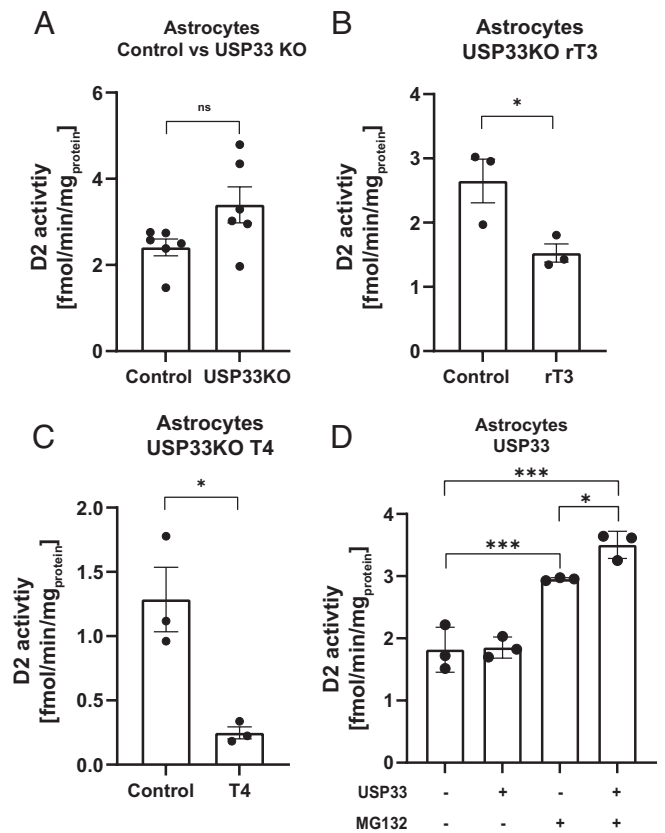 A
Astrocytes
Control vs USP33 KO
ns
D2 activtiy
[fmol/min/mgprotein]
6
4
2
0
Control USP33KO
B
Astrocytes
USP33KO rT3
*
D2 activtiy
[fmol/min/mgprotein]
4
3
2
1
0
Control rT3
C
Astrocytes
USP33KO T4
*
D2 activtiy
[fmol/min/mgprotein]
2.0
1.5
1.0
0.5
0.0
Control T4
D
Astrocytes
USP33
***
*
***
D2 activtiy
[fmol/min/mgprotein]
4
3
2
1
0
USP33 - + - +
MG132 - - + +